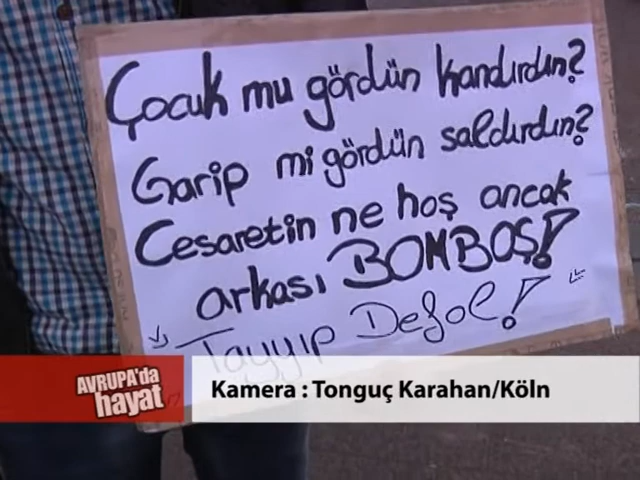 Çocuk mu gördün kandırdın?
Garip mi gördün saldırdın?
Cesaretin ne hoş ancak
arkası BOMBOŞ!
Tayyip Defol!
AVRUPA'da
hayat
Kamera : Tonguç Karahan/Köln